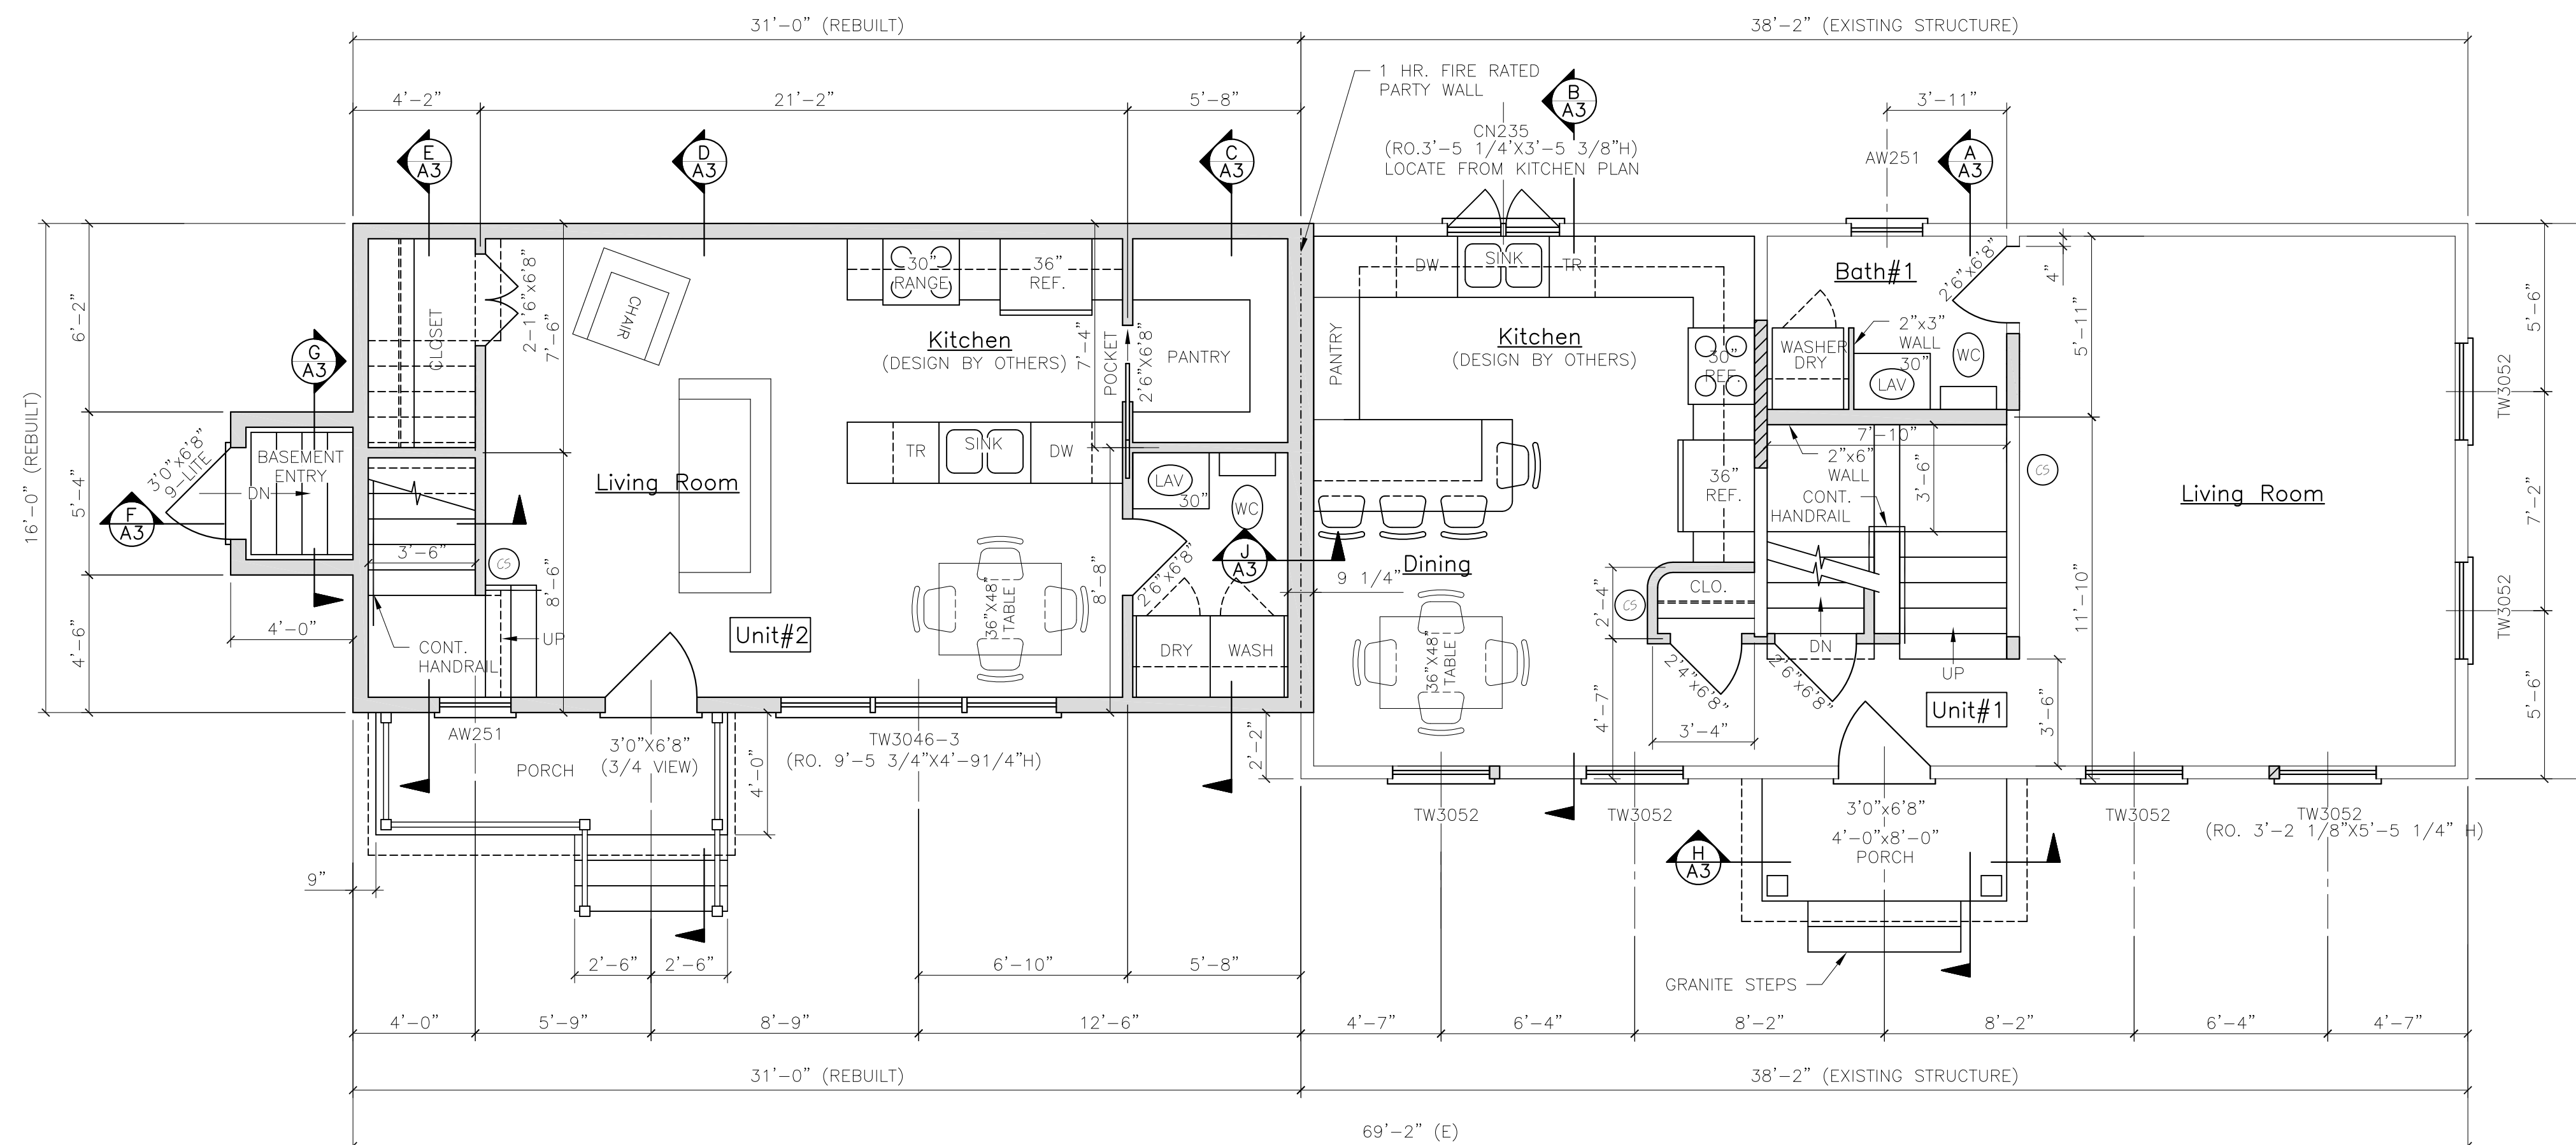 31'-0" (REBUILT)
38'-2" (EXISTING STRUCTURE)
1 HR. FIRE RATED
PARTY WALL
4'-2"
21'-2"
5'-8"
3'-11"
E
A3
D
A3
C
A3
B
A3
A
A3
CN235
(RO.3'-5 1/4'X3'-5 3/8"H)
LOCATE FROM KITCHEN PLAN
AW251
16'-0" (REBUILT)
6'-2"
5'-4"
4'-6"
G
A3
F
A3
3'0"x6'8"
9-LITE
BASEMENT
ENTRY
DN
4'-0"
CLOSET
2-1'6"x6'8"
7'-6"
8'-6"
3'-6"
CS
CONT.
HANDRAIL
UP
CHAIR
Living Room
Unit#2
30"
RANGE
36"
REF.
Kitchen
(DESIGN BY OTHERS)
7'-4"
POCKET
2'6"X6'8"
PANTRY
TR
SINK
DW
LAV
30"
WC
J
A3
8'-8"
2'6"x6'8"
36"X48"
TABLE
DRY
WASH
9 1/4"
2'-2"
DW
SINK
TR
PANTRY
Kitchen
(DESIGN BY OTHERS)
30"
REF.
36"
REF.
Dining
36"X48"
TABLE
CS
CLO.
2'-4"
4'-7"
3'-4"
2'4"x6'8"
2'6"x6'8"
Bath#1
2'6"x6'8"
4"
2"x3"
WALL
WASHER
DRY
30"
LAV
WC
5'-11"
7'-10"
2"x6"
WALL
CONT.
HANDRAIL
3'-6"
CS
11'-10"
DN
UP
Unit#1
3'-6"
Living Room
TW3052
TW3052
5'-6"
7'-2"
5'-6"
AW251
PORCH
3'0"X6'8"
(3/4 VIEW)
4'-0"
TW3046-3
(RO. 9'-5 3/4"X4'-91/4"H)
TW3052
TW3052
3'0"x6'8"
4'-0"x8'-0"
PORCH
H
A3
TW3052
TW3052
(RO. 3'-2 1/8"X5'-5 1/4" H)
9"
2'-6"
2'-6"
6'-10"
5'-8"
GRANITE STEPS
4'-0"
5'-9"
8'-9"
12'-6"
4'-7"
6'-4"
8'-2"
8'-2"
6'-4"
4'-7"
31'-0" (REBUILT)
38'-2" (EXISTING STRUCTURE)
69'-2" (E)